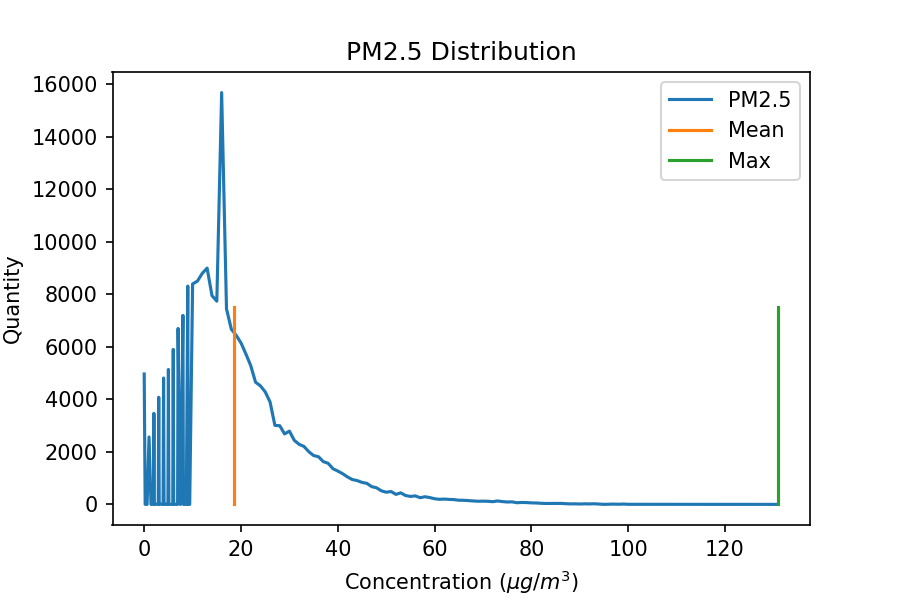 PM2.5 Distribution
16000
14000
12000
10000
8000
6000
4000
2000
0
Quantity
PM2.5
Mean
Max
0 20 40 60 80 100 120
Concentration (μg/m³)